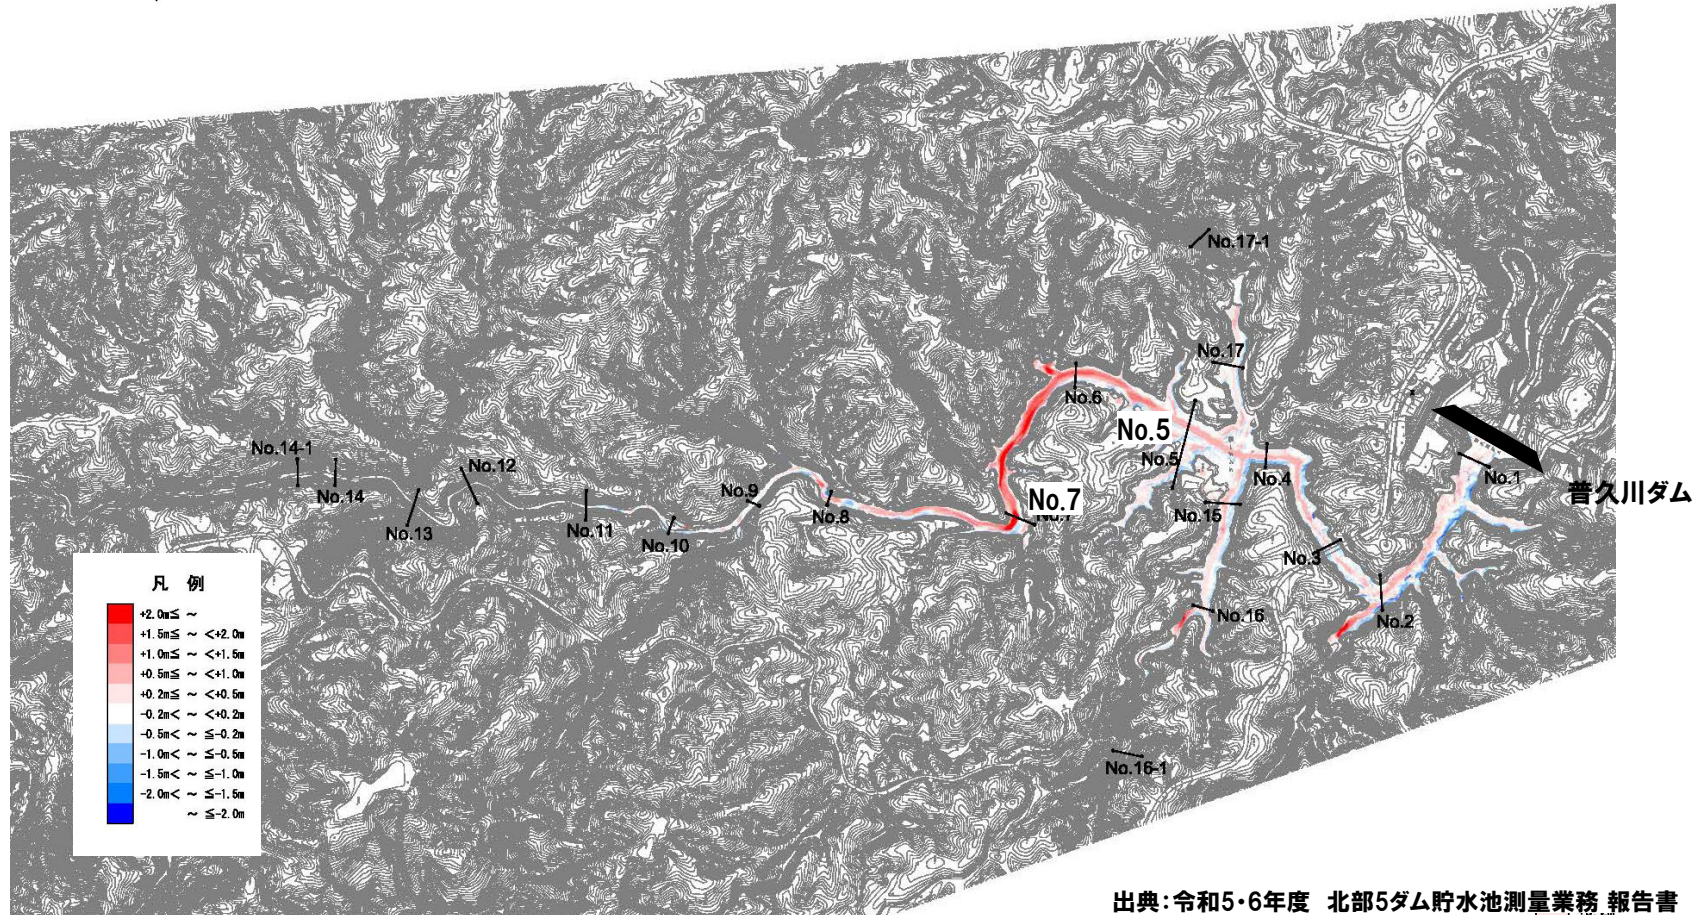 No.17-1
No.17
No.6
No.5
No.5
No.14-1
No.12
No.4
No.1
No.14
No.9
No.7
No.8
No.15
普久川ダム
No.13
No.11
No.10
No.3
No.16
No.2
No.16-1
凡 例
+2.0m≦ ~
+1.5m≦ ~ <+2.0m
+1.0m≦ ~ <+1.5m
+0.5m≦ ~ <+1.0m
+0.2m≦ ~ <+0.5m
-0.2m< ~ <+0.2m
-0.5m< ~ ≦-0.2m
-1.0m< ~ ≦-0.5m
-1.5m< ~ ≦-1.0m
-2.0m< ~ ≦-1.5m
~ ≦-2.0m
出典:令和5・6年度 北部5ダム貯水池測量業務 報告書